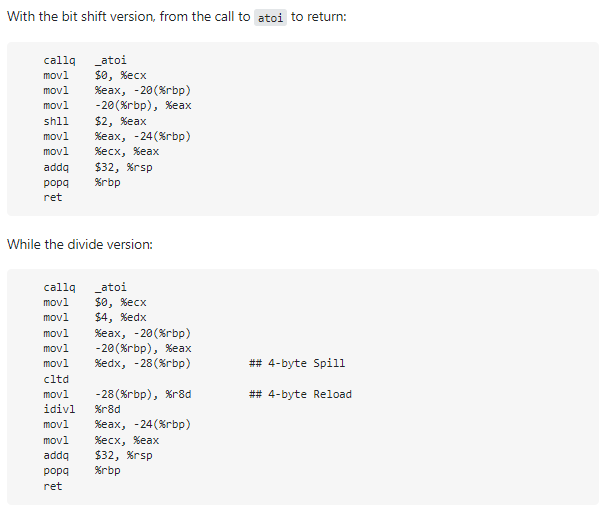 With the bit shift version, from the call to atoi to return:
callq _atoi
movl $0, %ecx
movl %eax, -20(%rbp)
movl -20(%rbp), %eax
shll $2, %eax
movl %eax, -24(%rbp)
movl %ecx, %eax
addq $32, %rsp
popq %rbp
ret
While the divide version:
callq _atoi
movl $0, %ecx
movl $4, %edx
movl %eax, -20(%rbp)
movl -20(%rbp), %eax
movl %edx, -28(%rbp) ## 4-byte Spill
cltd
movl -28(%rbp), %r8d ## 4-byte Reload
idivl %r8d
movl %eax, -24(%rbp)
movl %ecx, %eax
addq $32, %rsp
popq %rbp
ret